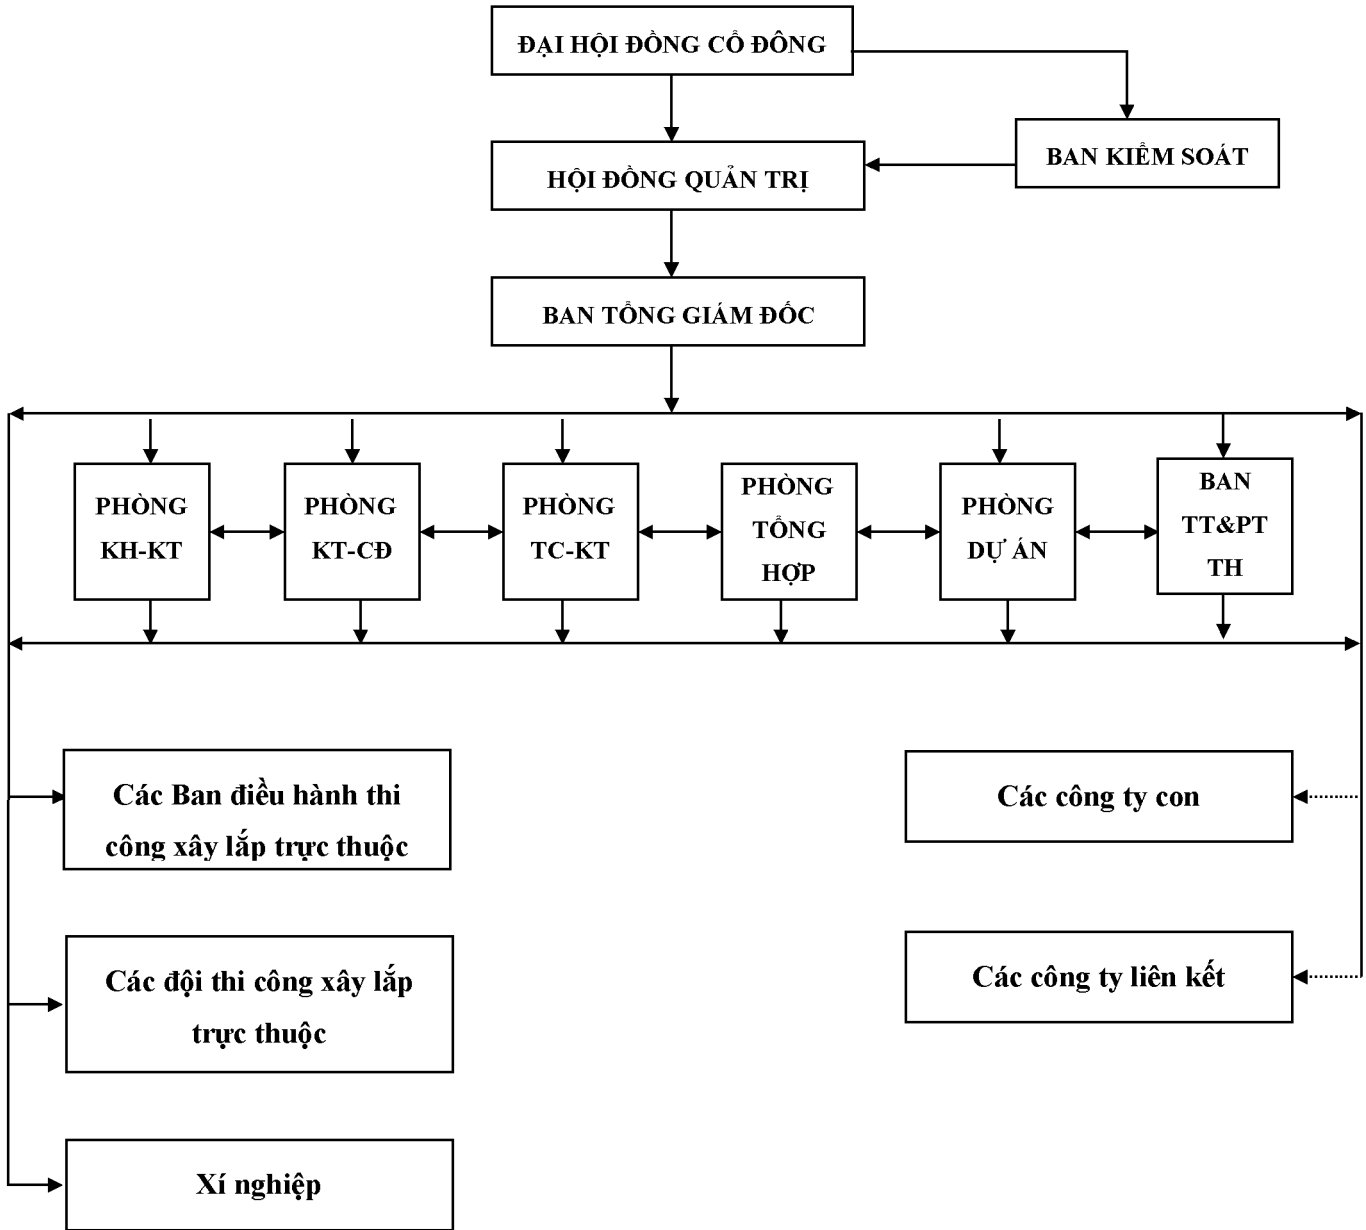 ĐẠI HỘI ĐỒNG CỔ ĐÔNG
BAN KIỂM SOÁT
HỘI ĐỒNG QUẢN TRỊ
BAN TỔNG GIÁM ĐỐC
PHÒNG
KH-KT
PHÒNG
KT-CĐ
PHÒNG
TC-KT
PHÒNG
TỔNG
HỢP
PHÒNG
DỰ ÁN
BAN
TT&PT
TH
Các Ban điều hành thi
công xây lắp trực thuộc
Các công ty con
Các đội thi công xây lắp
trực thuộc
Các công ty liên kết
Xí nghiệp